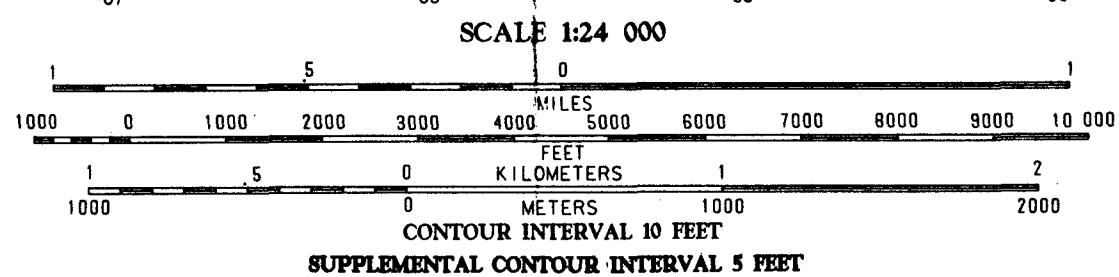 SCALE 1:24 000
1 .5 0 1
MILES
1000 0 1000 2000 3000 4000 5000 6000 7000 8000 9000 10 000
FEET
1 .5 0 KILOMETERS 1 2
1000 0 METERS 1000 2000
CONTOUR INTERVAL 10 FEET
SUPPLEMENTAL CONTOUR INTERVAL 5 FEET